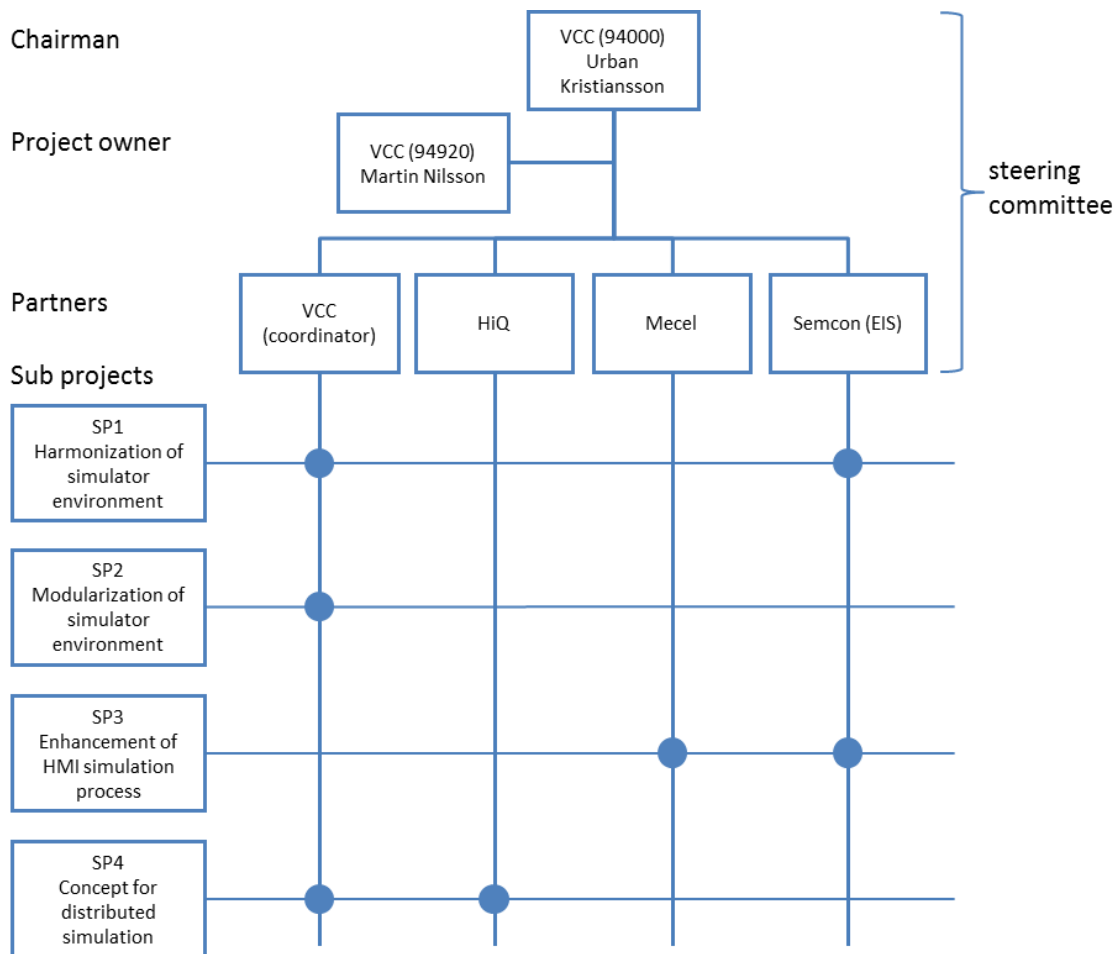 Chairman
VCC (94000)
Urban
Kristiansson
Project owner
VCC (94920)
Martin Nilsson
steering
committee
Partners
VCC
(coordinator)
HiQ
Mecel
Semcon (EIS)
Sub projects
SP1
Harmonization of
simulator
environment
SP2
Modularization of
simulator
environment
SP3
Enhancement of
HMI simulation
process
SP4
Concept for
distributed
simulation